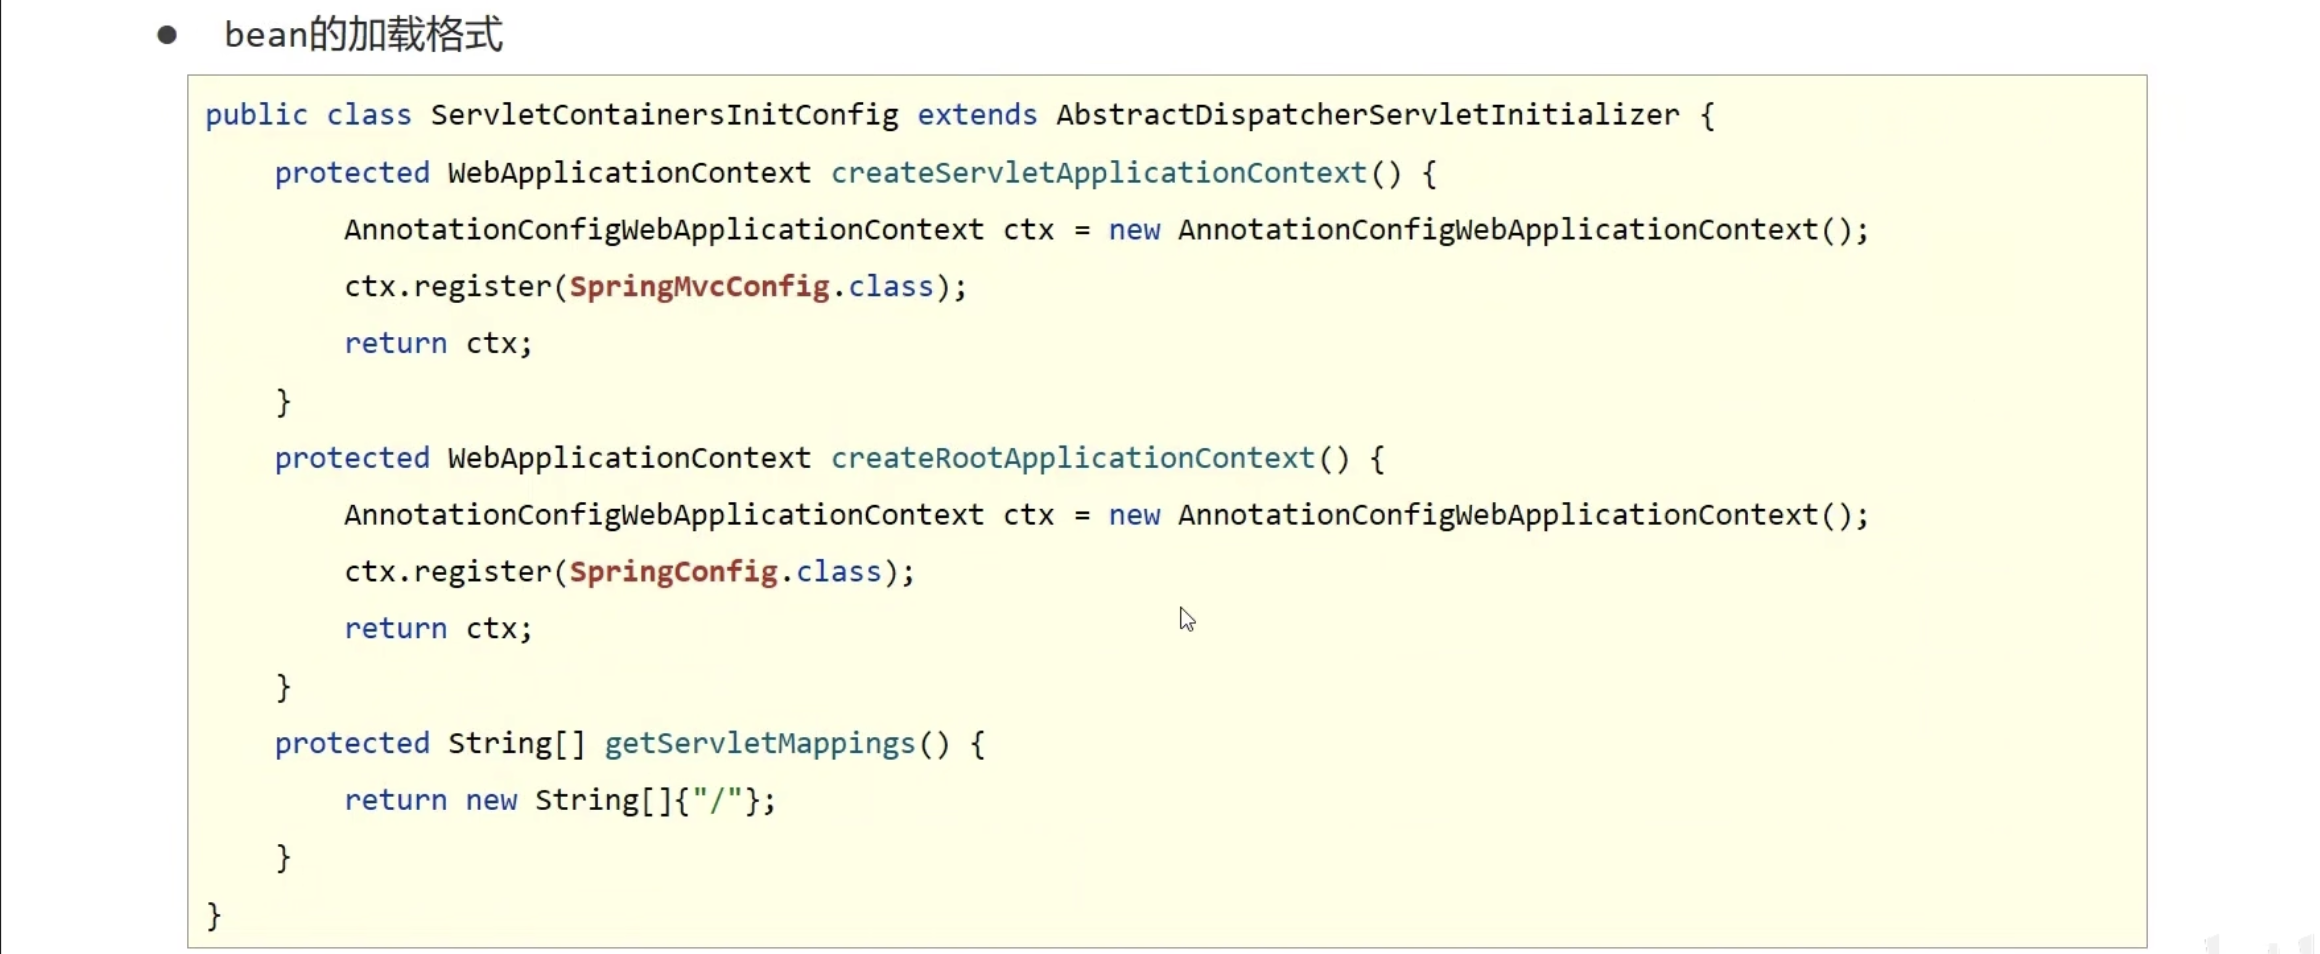 ● bean的加载格式
public class ServletContainersInitConfig extends AbstractDispatcherServletInitializer {
    protected WebApplicationContext createServletApplicationContext() {
        AnnotationConfigWebApplicationContext ctx = new AnnotationConfigWebApplicationContext();
        ctx.register(SpringMvcConfig.class);
        return ctx;
    }
    protected WebApplicationContext createRootApplicationContext() {
        AnnotationConfigWebApplicationContext ctx = new AnnotationConfigWebApplicationContext();
        ctx.register(SpringConfig.class);
        return ctx;
    }
    protected String[] getServletMappings() {
        return new String[]{"/"};
    }
}